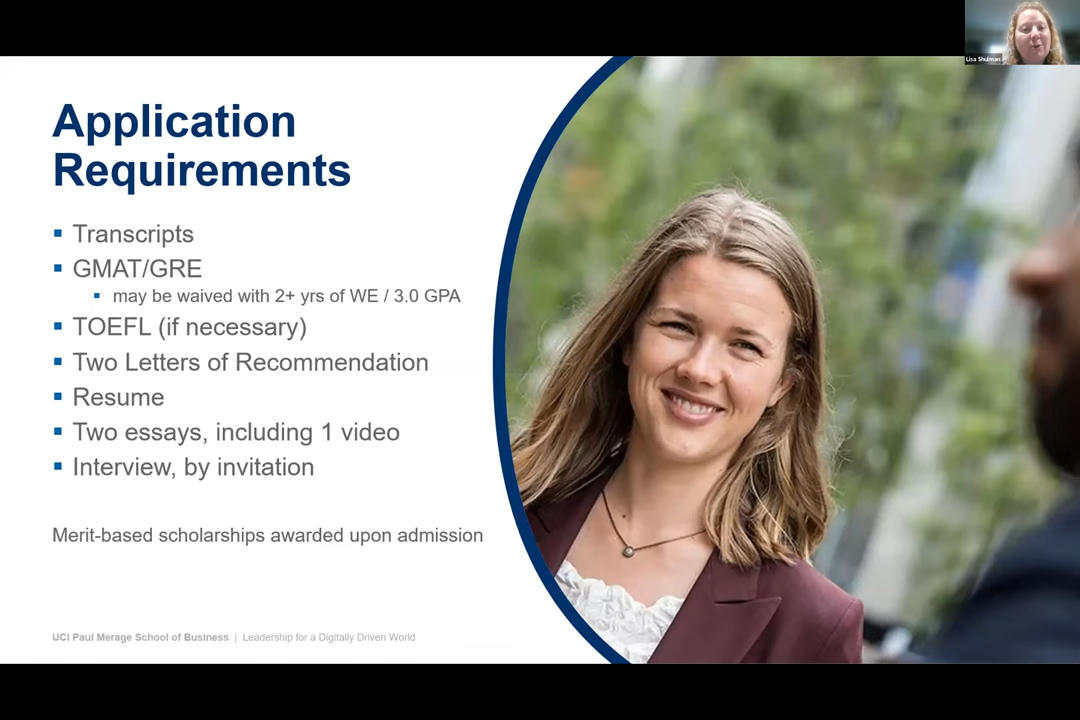 Lisa Shulman
Application
Requirements
▪ Transcripts
▪ GMAT/GRE
▪ may be waived with 2+ yrs of WE / 3.0 GPA
▪ TOEFL (if necessary)
▪ Two Letters of Recommendation
▪ Resume
▪ Two essays, including 1 video
▪ Interview, by invitation
Merit-based scholarships awarded upon admission
UCI Paul Merage School of Business | Leadership for a Digitally Driven World